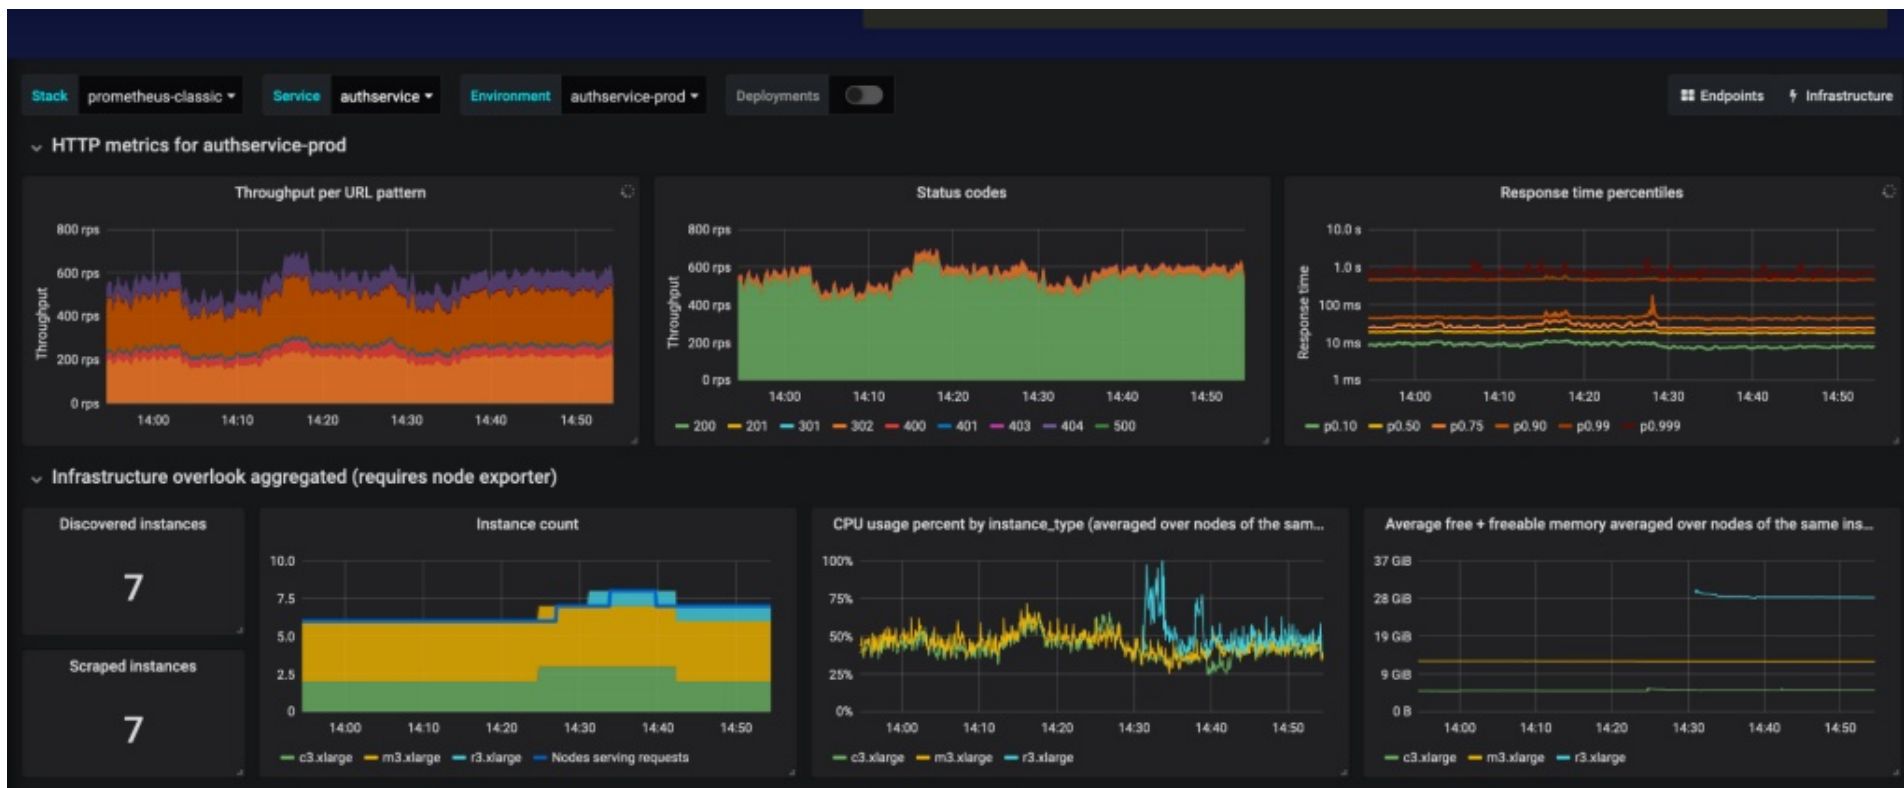 Stack prometheus-classic Service authservice Environment authservice-prod Deployments Endpoints Infrastructure
HTTP metrics for authservice-prod
Throughput per URL pattern
800 rps
600 rps
400 rps
200 rps
0 rps
Throughput
14:00 14:10 14:20 14:30 14:40 14:50
Status codes
800 rps
600 rps
400 rps
200 rps
0 rps
Throughput
14:00 14:10 14:20 14:30 14:40 14:50
200 201 301 302 400 401 403 404 500
Response time percentiles
10.0 s
1.0 s
100 ms
10 ms
1 ms
Response time
14:00 14:10 14:20 14:30 14:40 14:50
p0.10 p0.50 p0.75 p0.90 p0.99 p0.999
Infrastructure overlook aggregated (requires node exporter)
Discovered instances
7
Scraped instances
7
Instance count
10.0
7.5
5.0
2.5
0
14:00 14:10 14:20 14:30 14:40 14:50
c3.xlarge m3.xlarge r3.xlarge Nodes serving requests
CPU usage percent by instance_type (averaged over nodes of the sam...
100%
75%
50%
25%
0%
14:00 14:10 14:20 14:30 14:40 14:50
c3.xlarge m3.xlarge r3.xlarge
Average free + freeable memory averaged over nodes of the same ins...
37 GiB
28 GiB
19 GiB
9 GiB
0 B
14:00 14:10 14:20 14:30 14:40 14:50
c3.xlarge m3.xlarge r3.xlarge